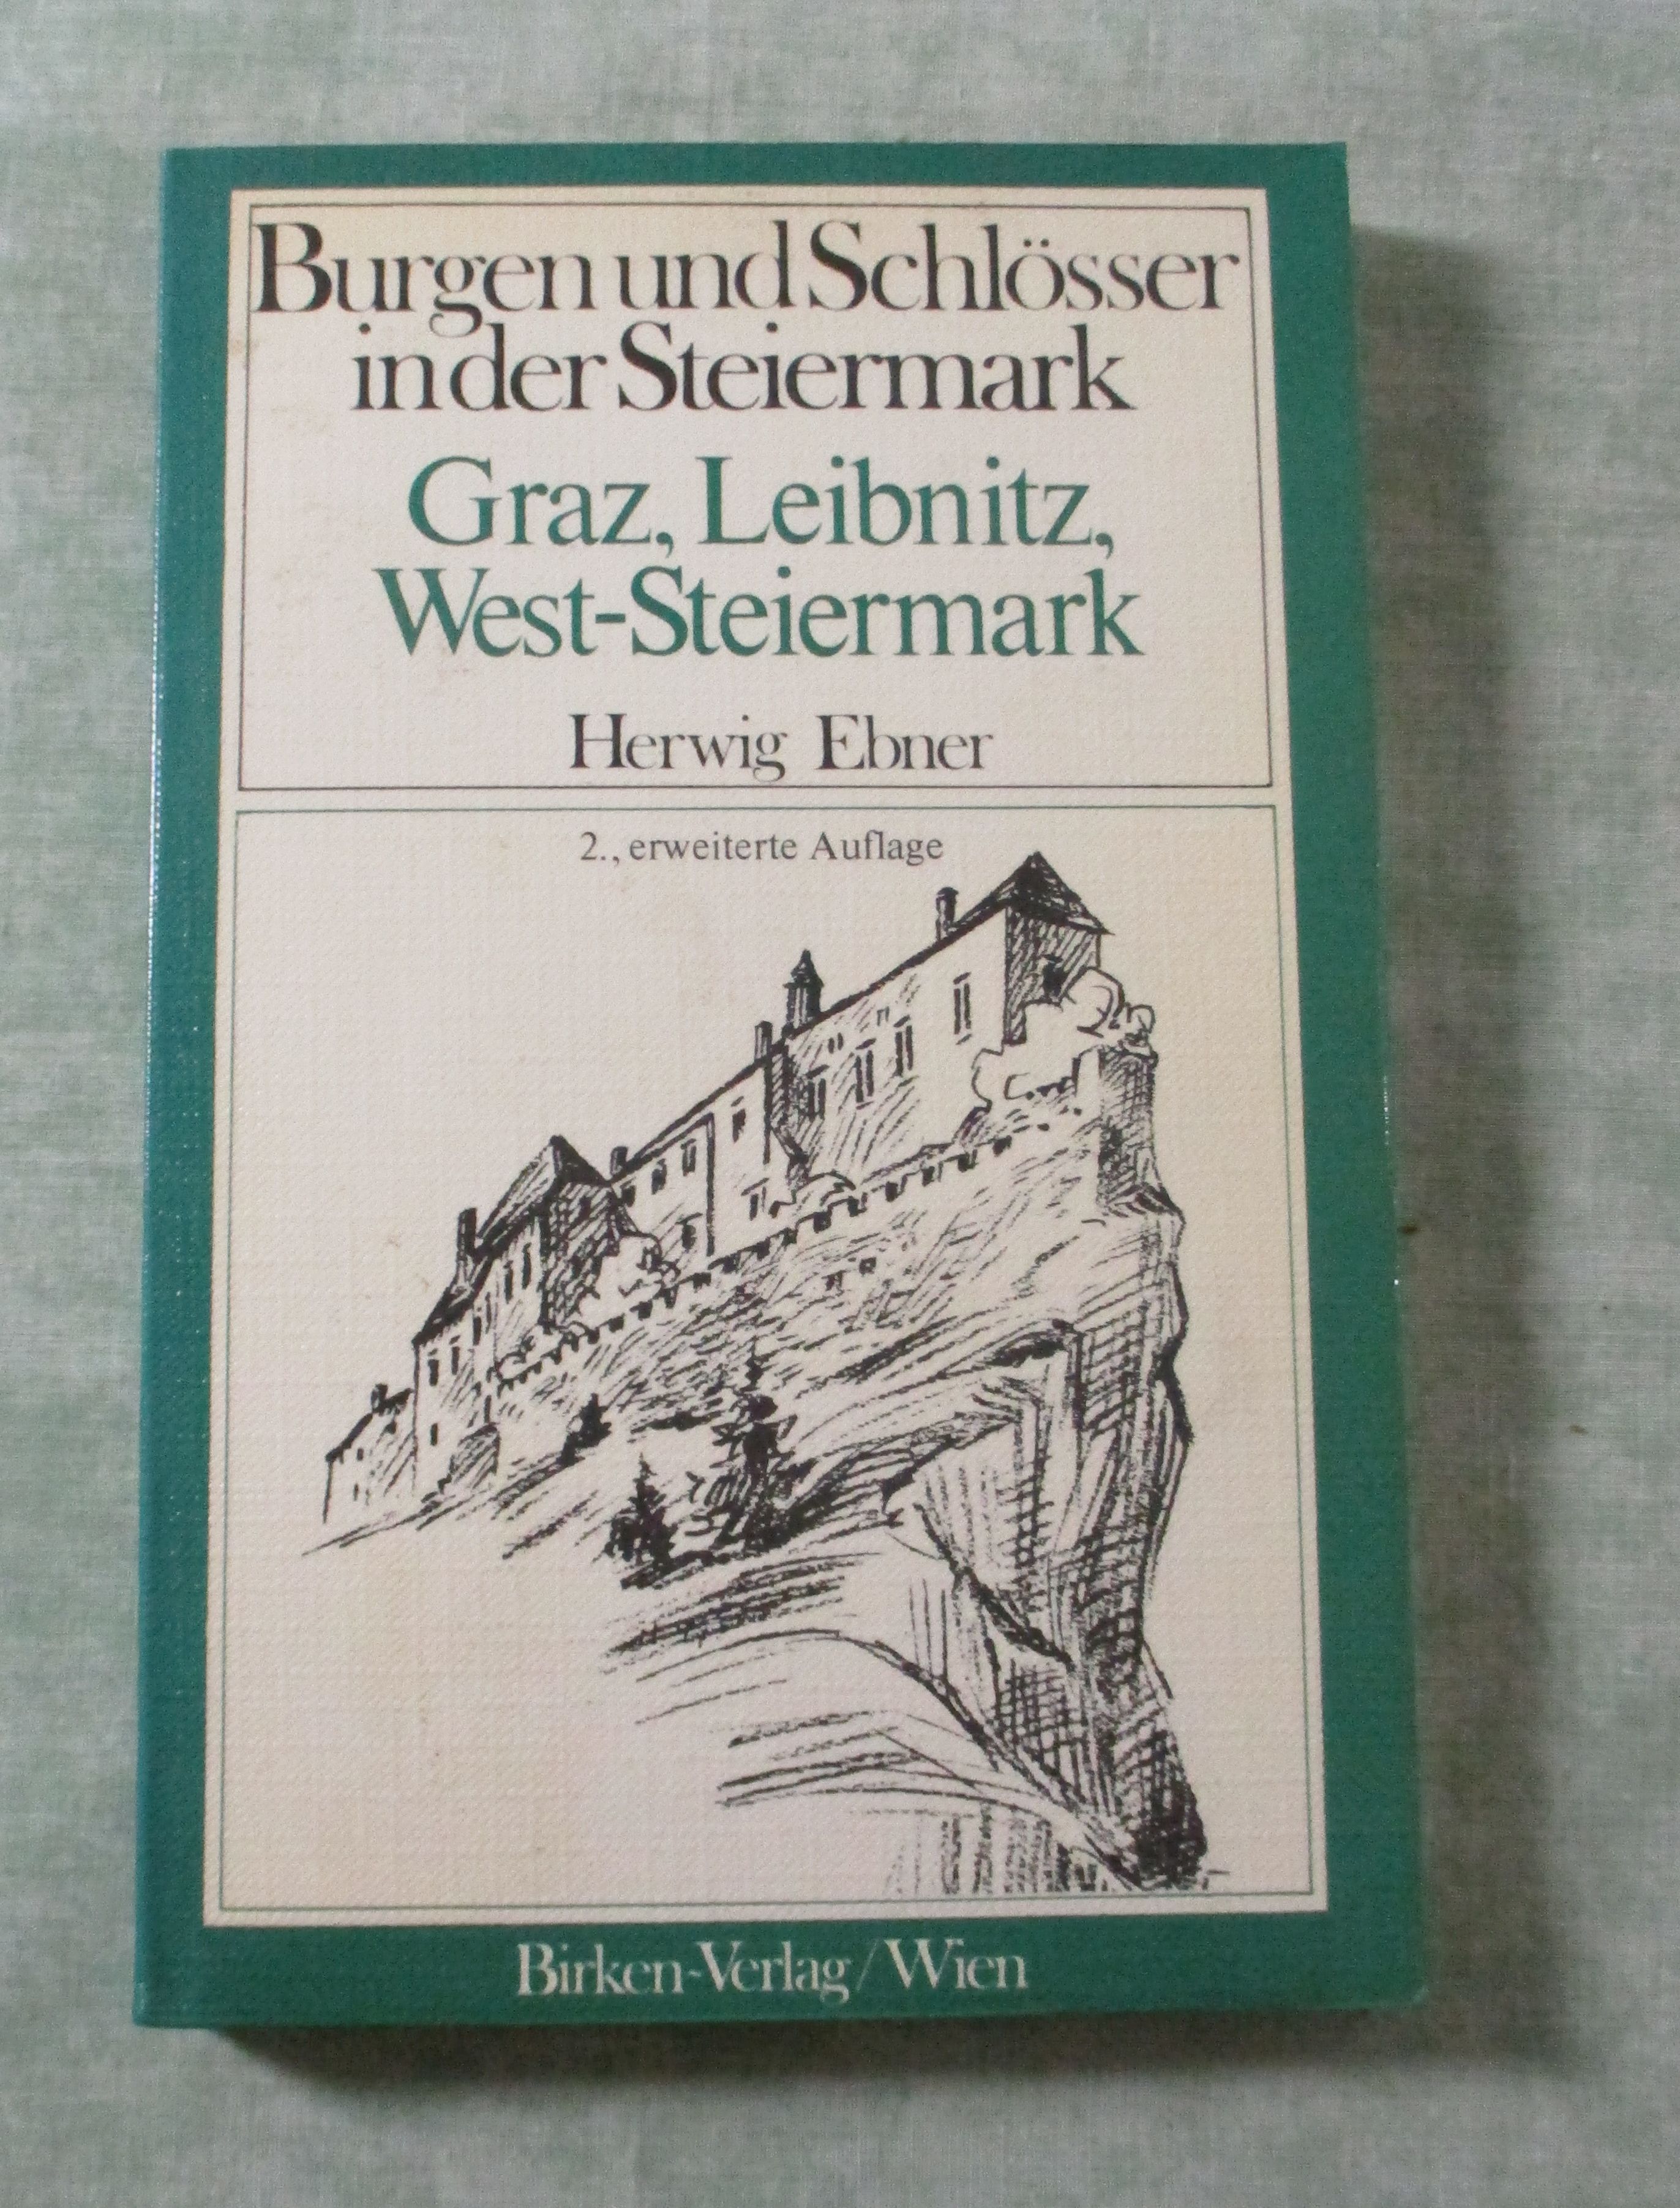 Burgen und Schlösser
in der Steiermark
Graz, Leibnitz,
West-Steiermark
Herwig Ebner
2., erweiterte Auflage
Birken-Verlag/Wien